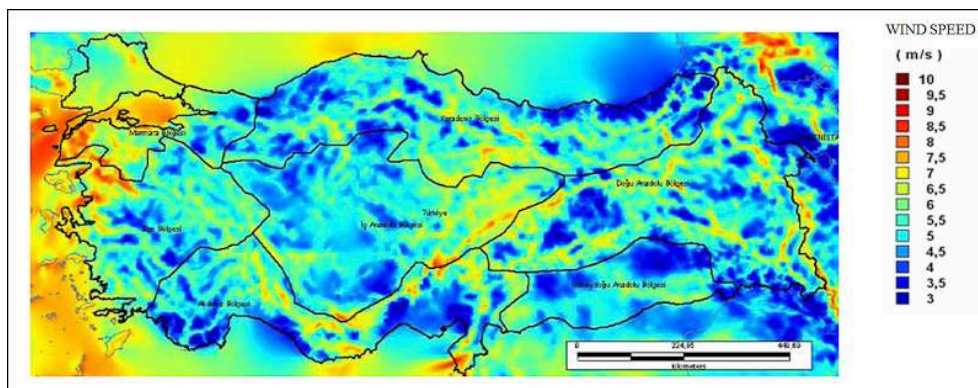 WIND SPEED
( m/s )
10
9,5
9
8,5
8
7,5
7
6,5
6
5,5
5
4,5
4
3,5
3
Marmara Bölgesi
Karadeniz Bölgesi
Doğu Anadolu Bölgesi
Türkiye
İç Anadolu Bölgesi
Ege Bölgesi
Akdeniz Bölgesi
Güneydoğu Anadolu Bölgesi
0 224,95 449,89
kilometers